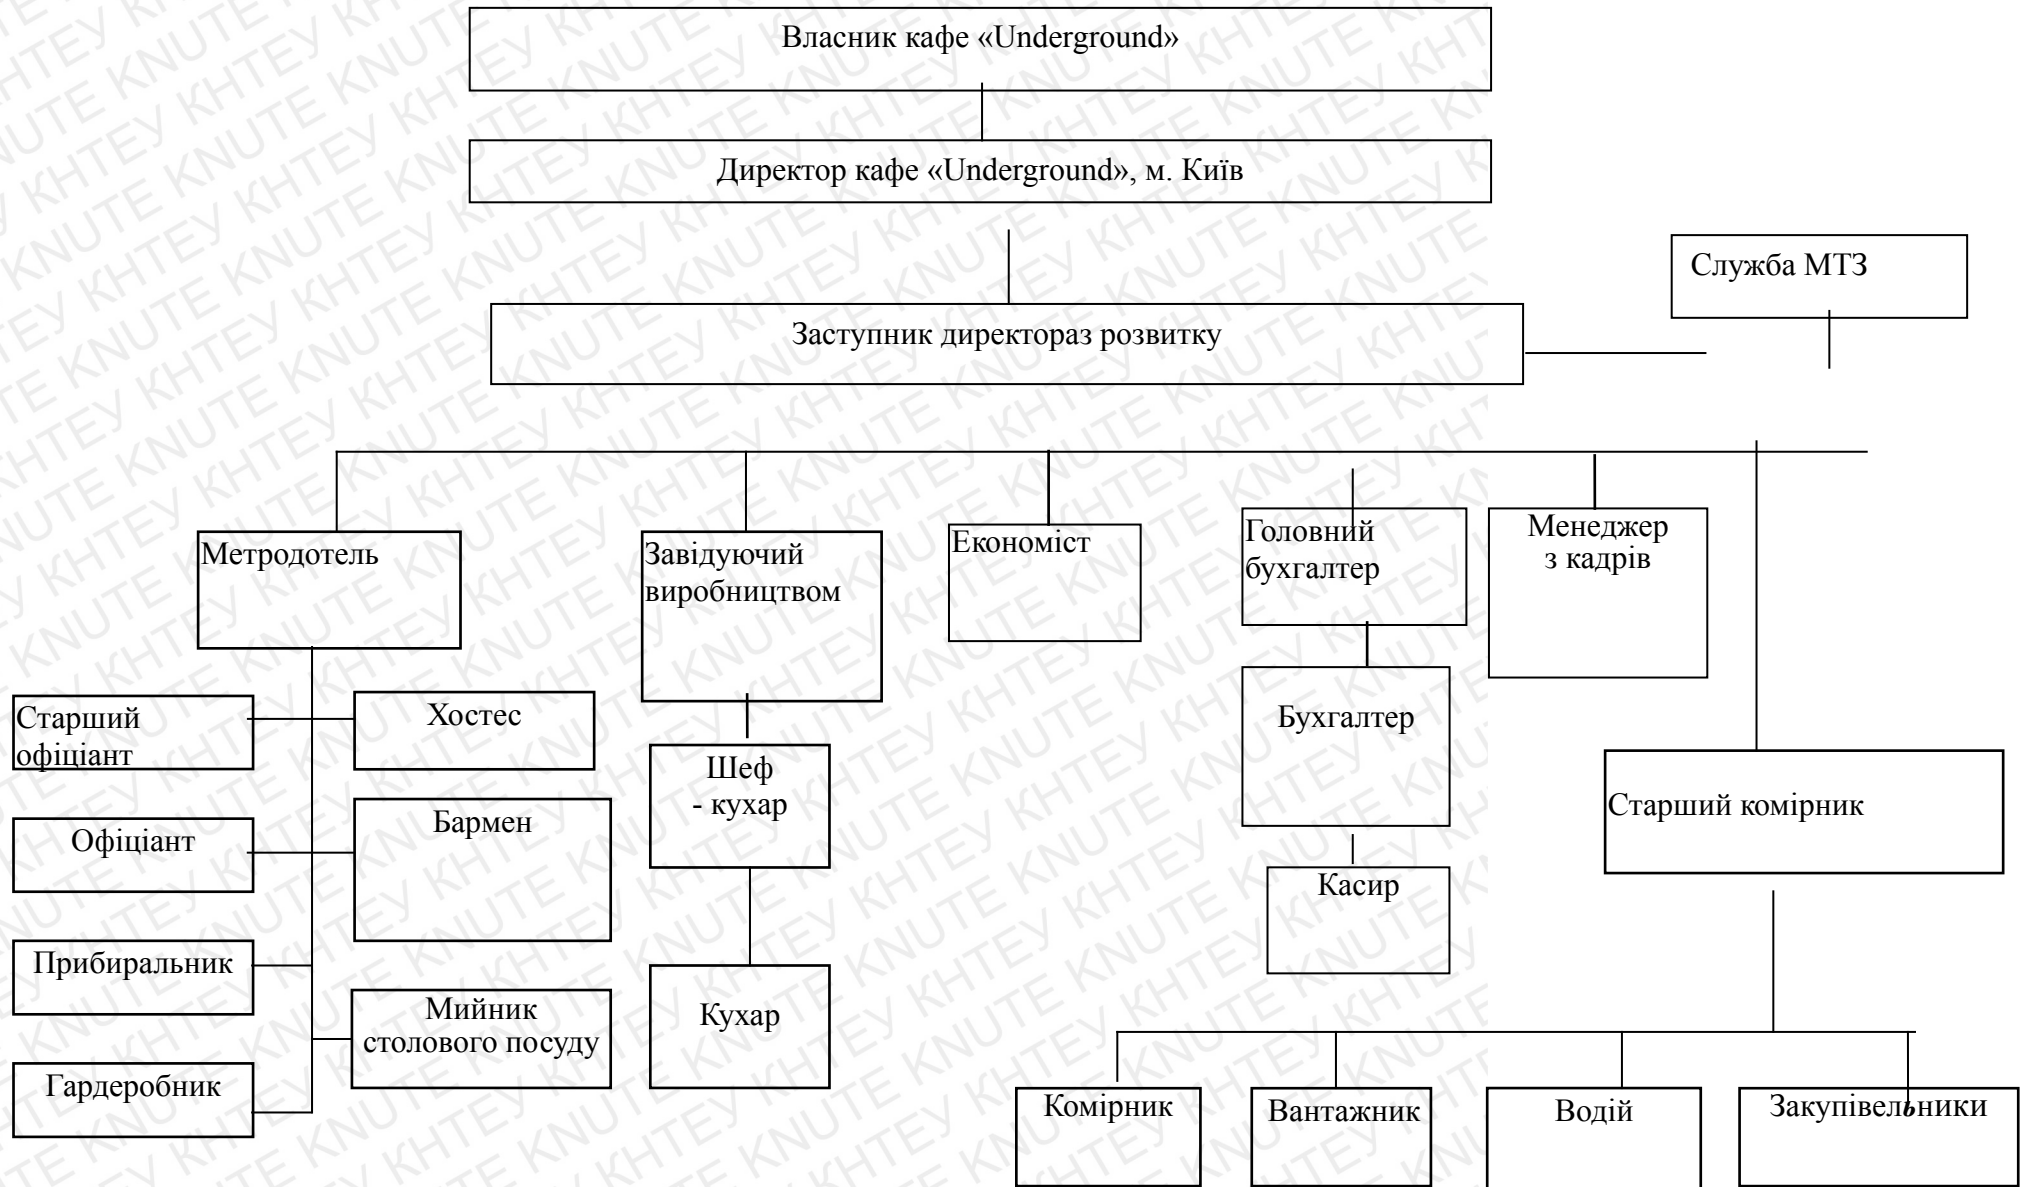 Власник кафе «Underground»
Директор кафе «Underground», м. Київ
Служба МТЗ
Заступник директораз розвитку
Метродотель
Завідуючий
виробництвом
Економіст
Головний
бухгалтер
Менеджер
з кадрів
Старший
офіціант
Хостес
Шеф
- кухар
Бухгалтер
Старший комірник
Офіціант
Бармен
Касир
Прибиральник
Мийник
столового посуду
Кухар
Гардеробник
Комірник
Вантажник
Водій
Закупівельники